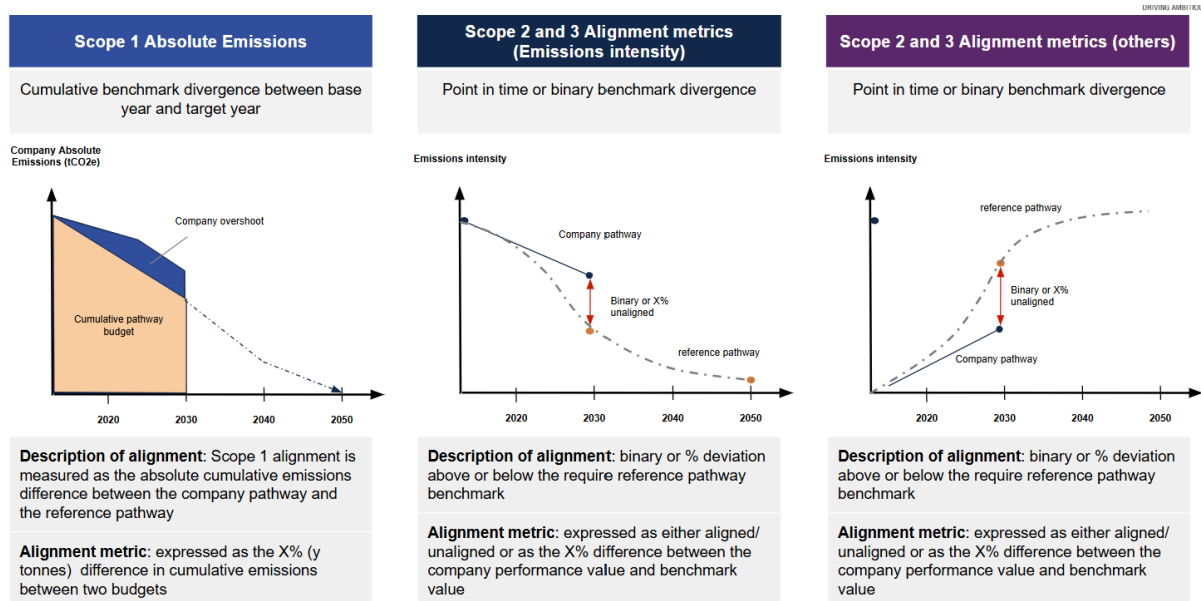 DRIVING AMBITIOU
Scope 1 Absolute Emissions
Cumulative benchmark divergence between base
year and target year
Company Absolute
Emissions (tCO2e)
Company overshoot
Cumulative pathway
budget
2020
2030
2040
2050
Description of alignment: Scope 1 alignment is
measured as the absolute cumulative emissions
difference between the company pathway and
the reference pathway
Alignment metric: expressed as the X% (y
tonnes) difference in cumulative emissions
between two budgets
Scope 2 and 3 Alignment metrics
(Emissions intensity)
Point in time or binary benchmark divergence
Emissions intensity
Company pathway
Binary or X%
unaligned
reference pathway
2020
2030
2040
2050
Description of alignment: binary or % deviation
above or below the require reference pathway
benchmark
Alignment metric: expressed as either aligned/
unaligned or as the X% difference between the
company performance value and benchmark
value
Scope 2 and 3 Alignment metrics (others)
Point in time or binary benchmark divergence
Emissions intensity
reference pathway
Binary or X%
unaligned
Company pathway
2020
2030
2040
2050
Description of alignment: binary or % deviation
above or below the require reference pathway
benchmark
Alignment metric: expressed as either aligned/
unaligned or as the X% difference between the
company performance value and benchmark
value